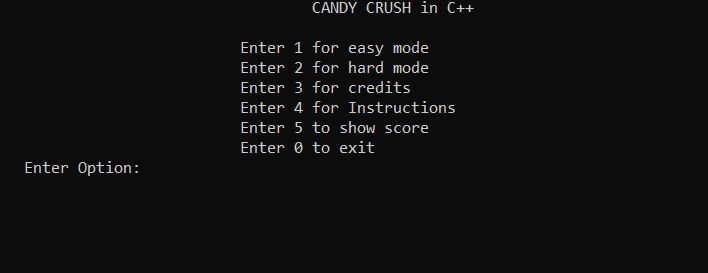 CANDY CRUSH in C++
Enter 1 for easy mode
Enter 2 for hard mode
Enter 3 for credits
Enter 4 for Instructions
Enter 5 to show score
Enter 0 to exit
Enter Option: